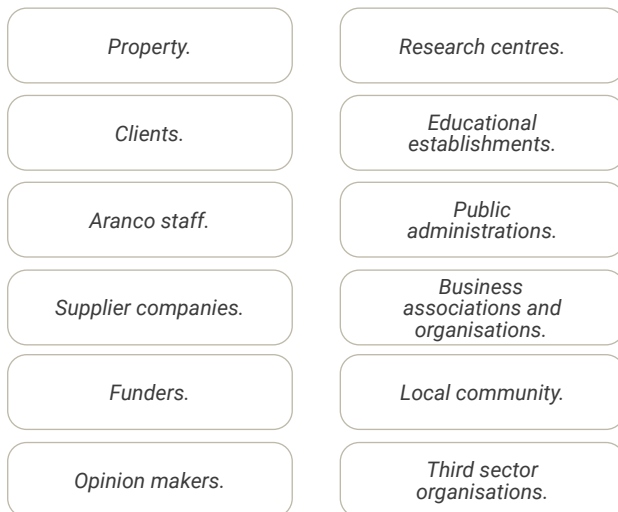 Property.
Clients.
Aranco staff.
Supplier companies.
Funders.
Opinion makers.
Research centres.
Educational
establishments.
Public
administrations.
Business
associations and
organisations.
Local community.
Third sector
organisations.